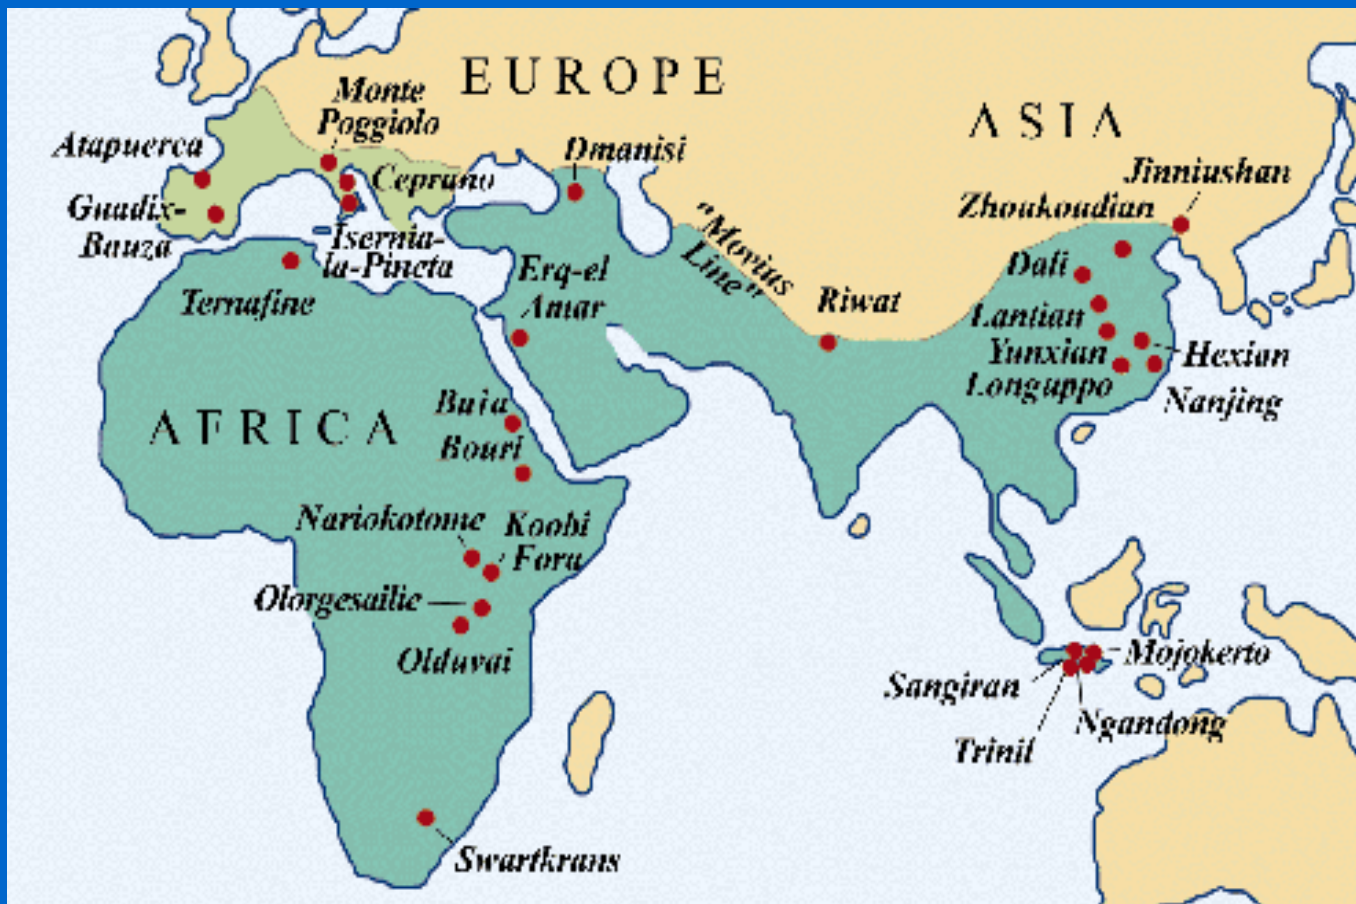 EUROPE
ASIA
AFRICA
Monte
Poggiolo
Atapuerca
Dmanisi
Ceprano
Jinniushan
Zhoukoudian
Guadix-
Bauza
Isernia-
la-Pineta
"Movius
Line"
Dali
Erq-el
Amar
Ternafine
Riwat
Lantian
Yunxian
Longuppo
Hexian
Nanjing
Buia
Bouri
Nariokotome
Koobi
Fora
Olorgesailie
Olduvai
Mojokerto
Sangiran
Ngandong
Trinil
Swartkrans